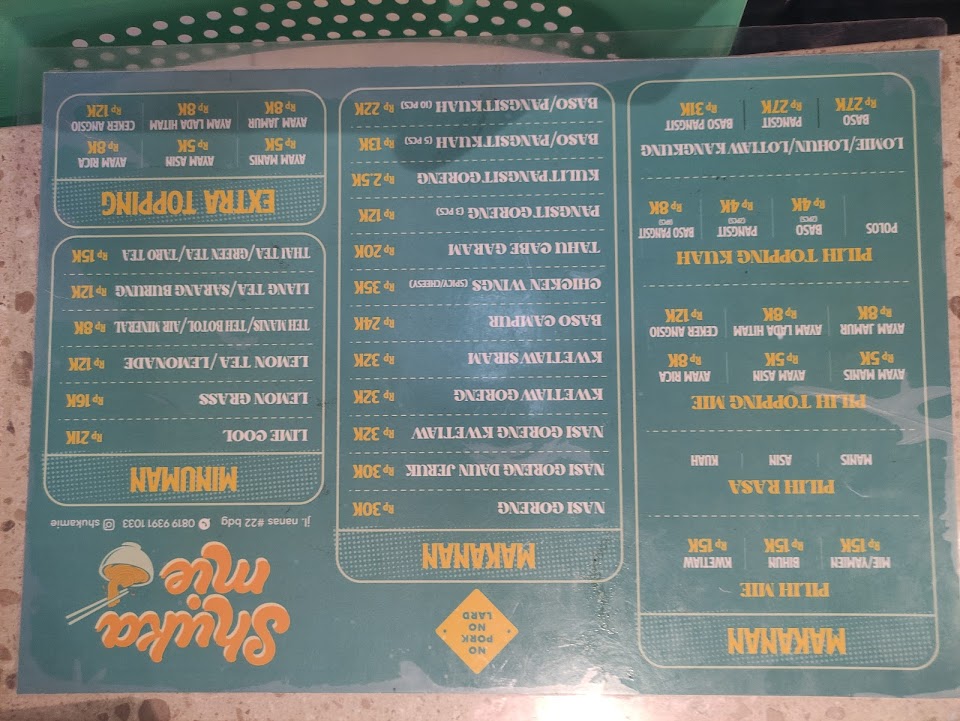 MAKANAN
PILIH MIE
MIE/YAMIEN BIHUN KWETIAW
Rp 15K Rp 15K Rp 15K
PILIH RASA
MANIS ASIN KUAH
PILIH TOPPING MIE
AYAM MANIS AYAM ASIN AYAM RICA
Rp 5K Rp 5K Rp 8K
AYAM JAMUR AYAM LADA HITAM CEKER ANGSIO
Rp 8K Rp 8K Rp 12K
PILIH TOPPING KUAH
POLOS BASO PANGSIT BASO PANGSIT
(2PCS) (2PCS)
Rp 4K Rp 4K Rp 8K
LOMIE/LOHUN/LOTIAW KANGKUNG
BASO PANGSIT BASO PANGSIT
Rp 27K Rp 27K Rp 31K
NO
PORK
NO
LARD
MAKANAN
NASI GORENG Rp 30K
NASI GORENG DAUN JERUK Rp 30K
NASI GORENG KWETIAW Rp 32K
KWETIAW GORENG Rp 32K
KWETIAW SIRAM Rp 32K
BASO CAMPUR Rp 24K
CHICKEN WINGS (SPICY/CHEESY) Rp 35K
TAHU CABE GARAM Rp 20K
PANGSIT GORENG (3 PCS) Rp 12K
KULIT PANGSIT GORENG Rp 2.5K
BASO/PANGSIT KUAH (5 PCS) Rp 13K
BASO/PANGSIT KUAH (10 PCS) Rp 22K
Shuka
mie
jl. nanas #22 bdg 0819 9391 1033 shukamie
MINUMAN
LIME COOL Rp 21K
LEMON GRASS Rp 16K
LEMON TEA/LEMONADE Rp 12K
TEH MANIS/TEH BOTOL/AIR MINERAL Rp 8K
LIANG TEA/SARANG BURUNG Rp 12K
THAI TEA/GREEN TEA/TARO TEA Rp 15K
EXTRA TOPPING
AYAM MANIS AYAM ASIN AYAM RICA
Rp 5K Rp 5K Rp 8K
AYAM JAMUR AYAM LADA HITAM CEKER ANGSIO
Rp 8K Rp 8K Rp 12K